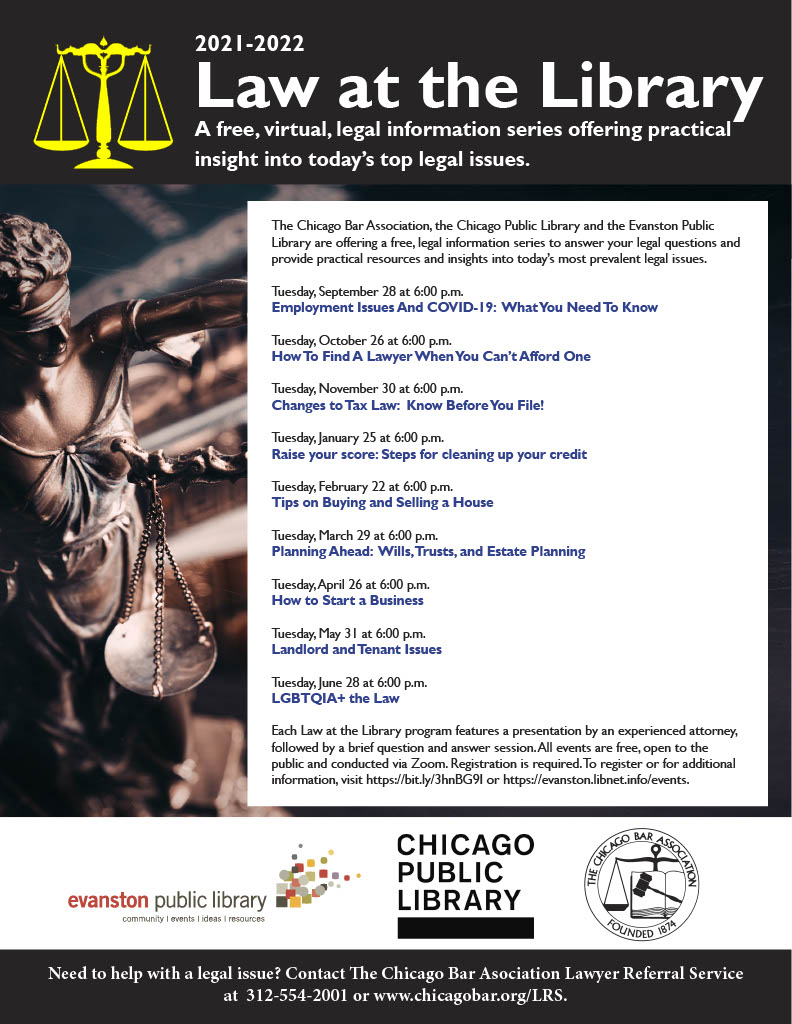 2021-2022
Law at the Library
A free, virtual, legal information series offering practical
insight into today's top legal issues.
The Chicago Bar Association, the Chicago Public Library and the Evanston Public
Library are offering a free, legal information series to answer your legal questions and
provide practical resources and insights into today's most prevalent legal issues.
Tuesday, September 28 at 6:00 p.m.
Employment Issues And COVID-19: What You Need To Know
Tuesday, October 26 at 6:00 p.m.
How To Find A Lawyer When You Can't Afford One
Tuesday, November 30 at 6:00 p.m.
Changes to Tax Law: Know Before You File!
Tuesday, January 25 at 6:00 p.m.
Raise your score: Steps for cleaning up your credit
Tuesday, February 22 at 6:00 p.m.
Tips on Buying and Selling a House
Tuesday, March 29 at 6:00 p.m.
Planning Ahead: Wills, Trusts, and Estate Planning
Tuesday, April 26 at 6:00 p.m.
How to Start a Business
Tuesday, May 31 at 6:00 p.m.
Landlord and Tenant Issues
Tuesday, June 28 at 6:00 p.m.
LGBTQIA+ the Law
Each Law at the Library program features a presentation by an experienced attorney,
followed by a brief question and answer session. All events are free, open to the
public and conducted via Zoom. Registration is required. To register or for additional
information, visit https://bit.ly/3hnBG9I or https://evanston.libnet.info/events.
evanston public library
community | events | ideas | resources
CHICAGO
PUBLIC
LIBRARY
THE CHICAGO BAR ASSOCIATION
FOUNDED 1874
Need to help with a legal issue? Contact The Chicago Bar Asociation Lawyer Referral Service
at 312-554-2001 or www.chicagobar.org/LRS.